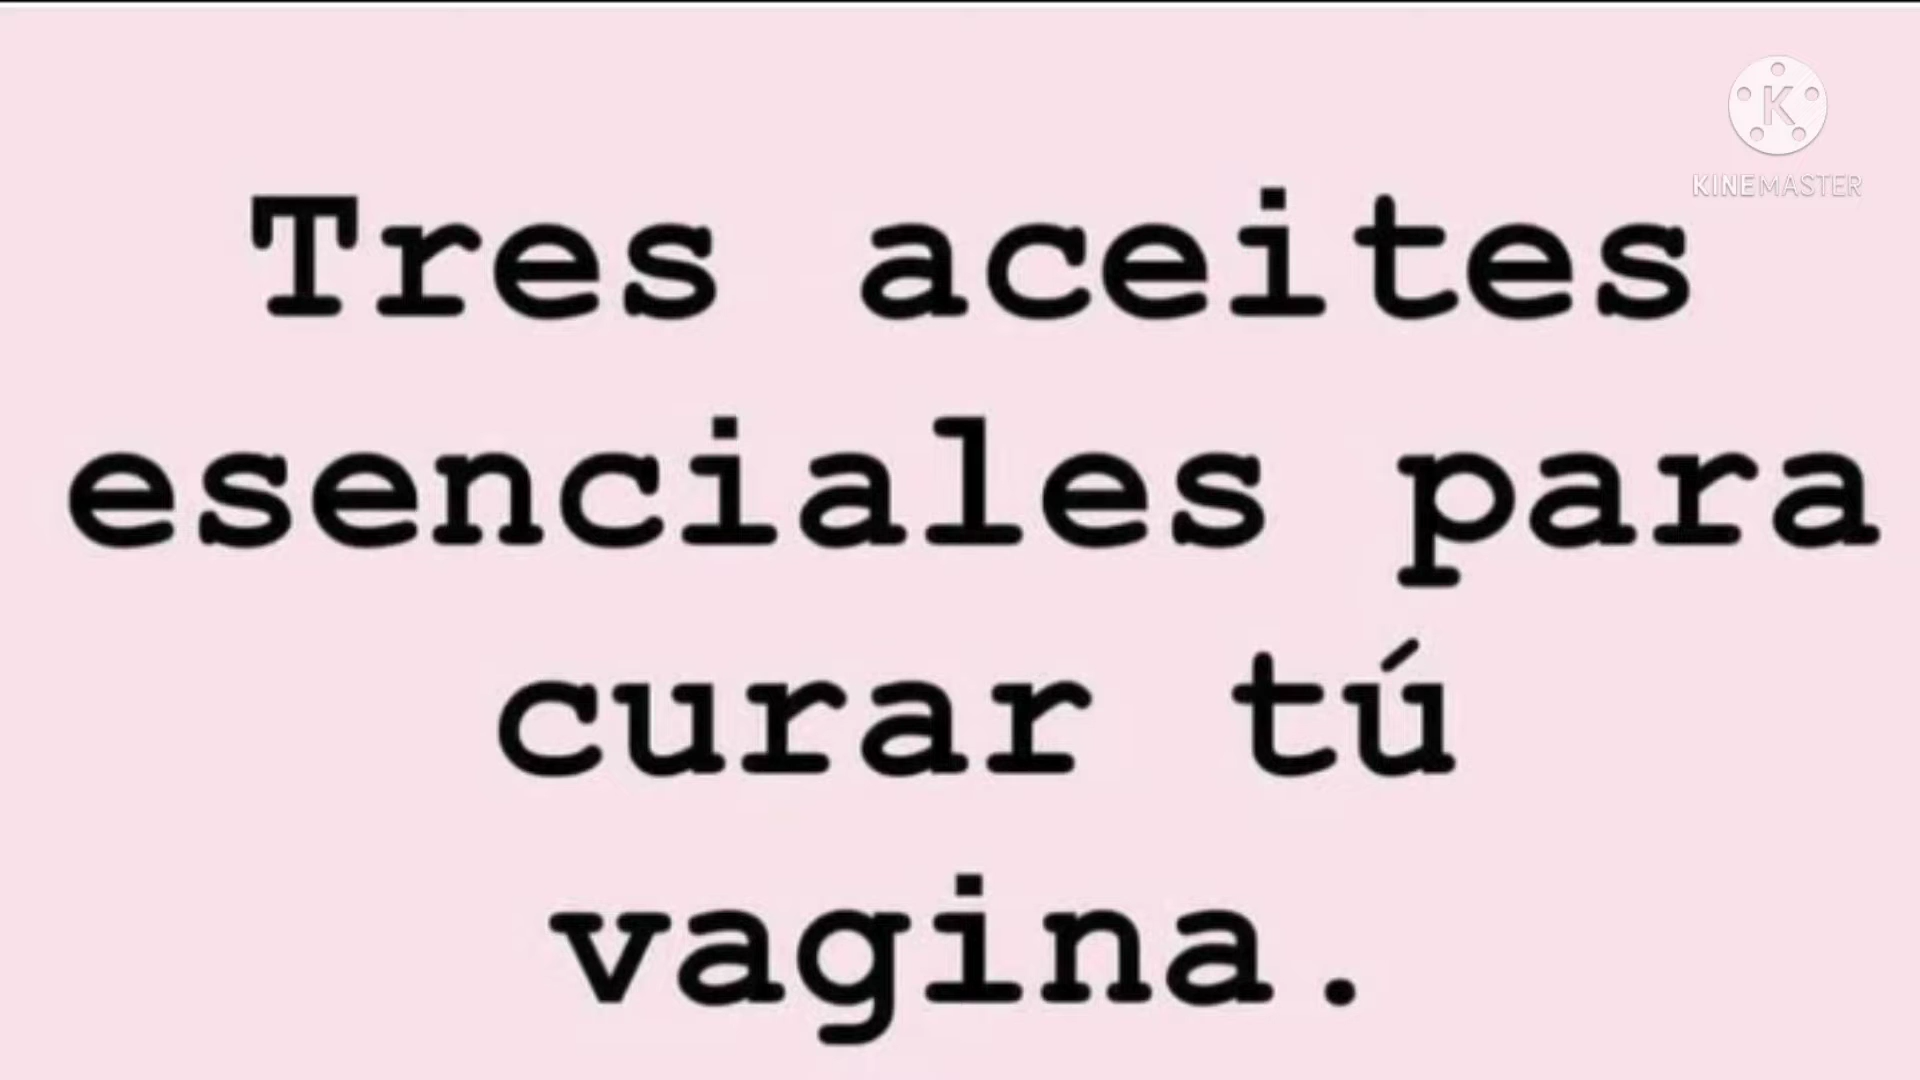 KINEMASTER
Tres aceites
esenciales para
curar tú
vagina.